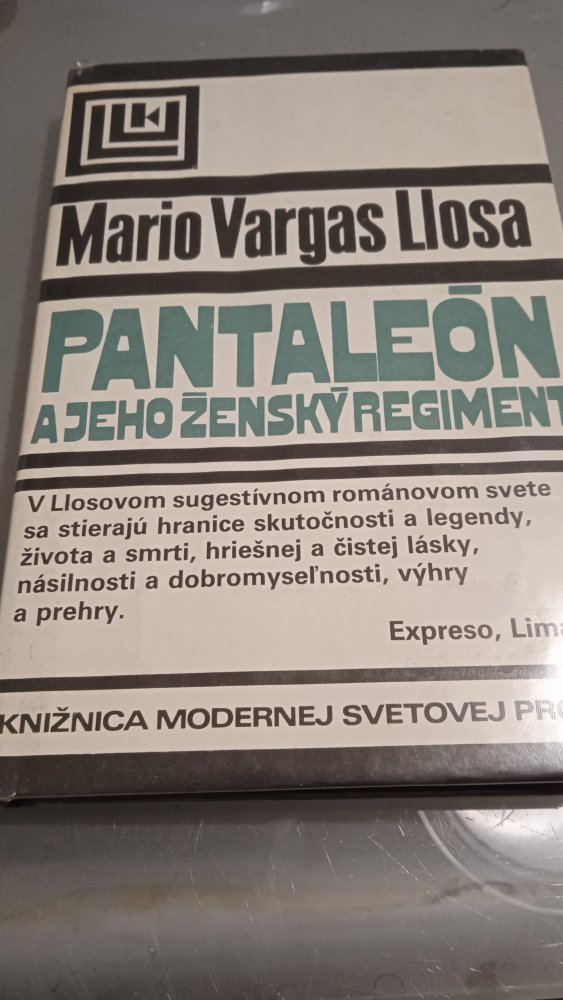 Mario Vargas Llosa
PANTALEÓN
A JEHO ŽENSKÝ REGIMENT
V Llosovom sugestívnom románovom svete
sa stierajú hranice skutočnosti a legendy,
života a smrti, hriešnej a čistej lásky,
násilnosti a dobromyseľnosti, výhry
a prehry.
Expreso, Lima
KNIŽNICA MODERNEJ SVETOVEJ